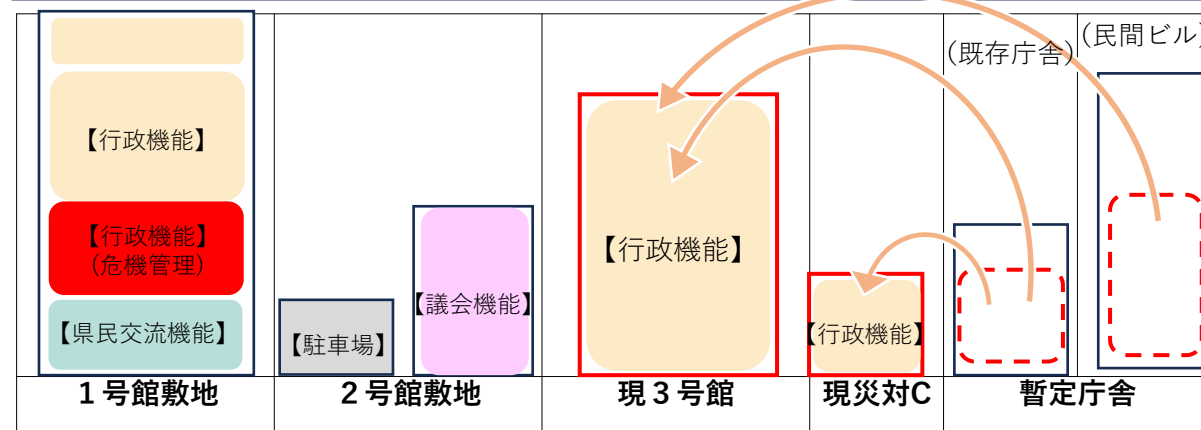 (既存庁舎)
(民間ビル)
【行政機能】
【行政機能】
(危機管理)
【県民交流機能】
【駐車場】
【議会機能】
【行政機能】
【行政機能】
1号館敷地
2号館敷地
現3号館
現災対C
暫定庁舎